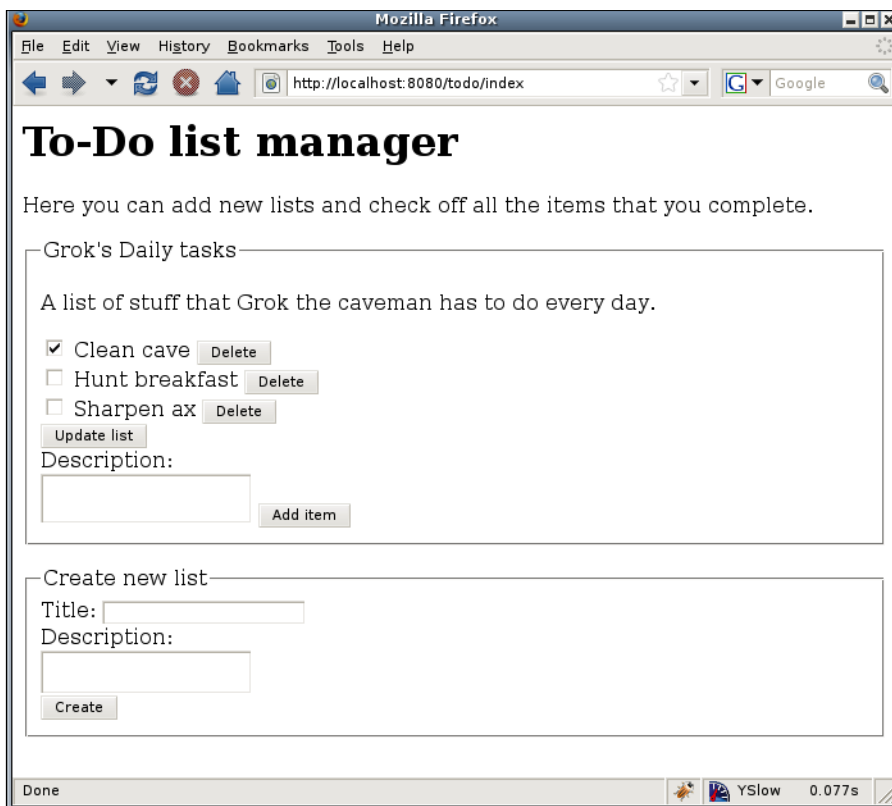 Mozilla Firefox
File Edit View History Bookmarks Tools Help
http://localhost:8080/todo/index G Google
To-Do list manager
Here you can add new lists and check off all the items that you complete.
Grok's Daily tasks
A list of stuff that Grok the caveman has to do every day.
Clean cave Delete
Hunt breakfast Delete
Sharpen ax Delete
Update list
Description:
Add item
Create new list
Title:
Description:
Create
Done YSlow 0.077s